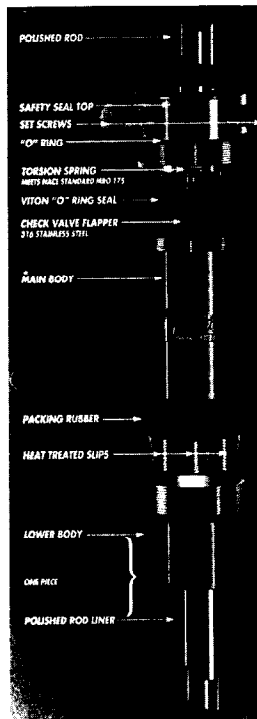 POLISHED ROD
SAFETY SEAL TOP
SET SCREWS
"O" RING
TORSION SPRING
MEETS NACE STANDARD MRO 175
VITON "O" RING SEAL
CHECK VALVE FLAPPER
316 STAINLESS STEEL
MAIN BODY
PACKING RUBBER
HEAT TREATED SLIPS
LOWER BODY
ONE PIECE
POLISHED ROD LINER